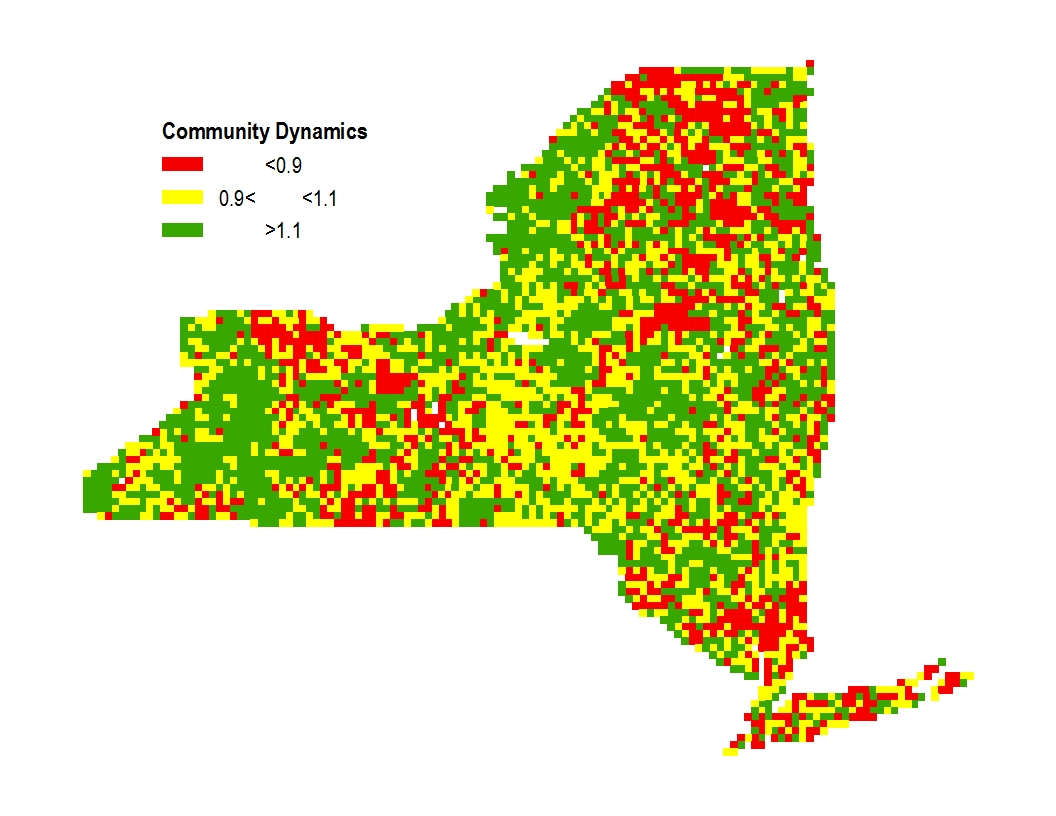 Community Dynamics
<0.9
0.9< <1.1
>1.1